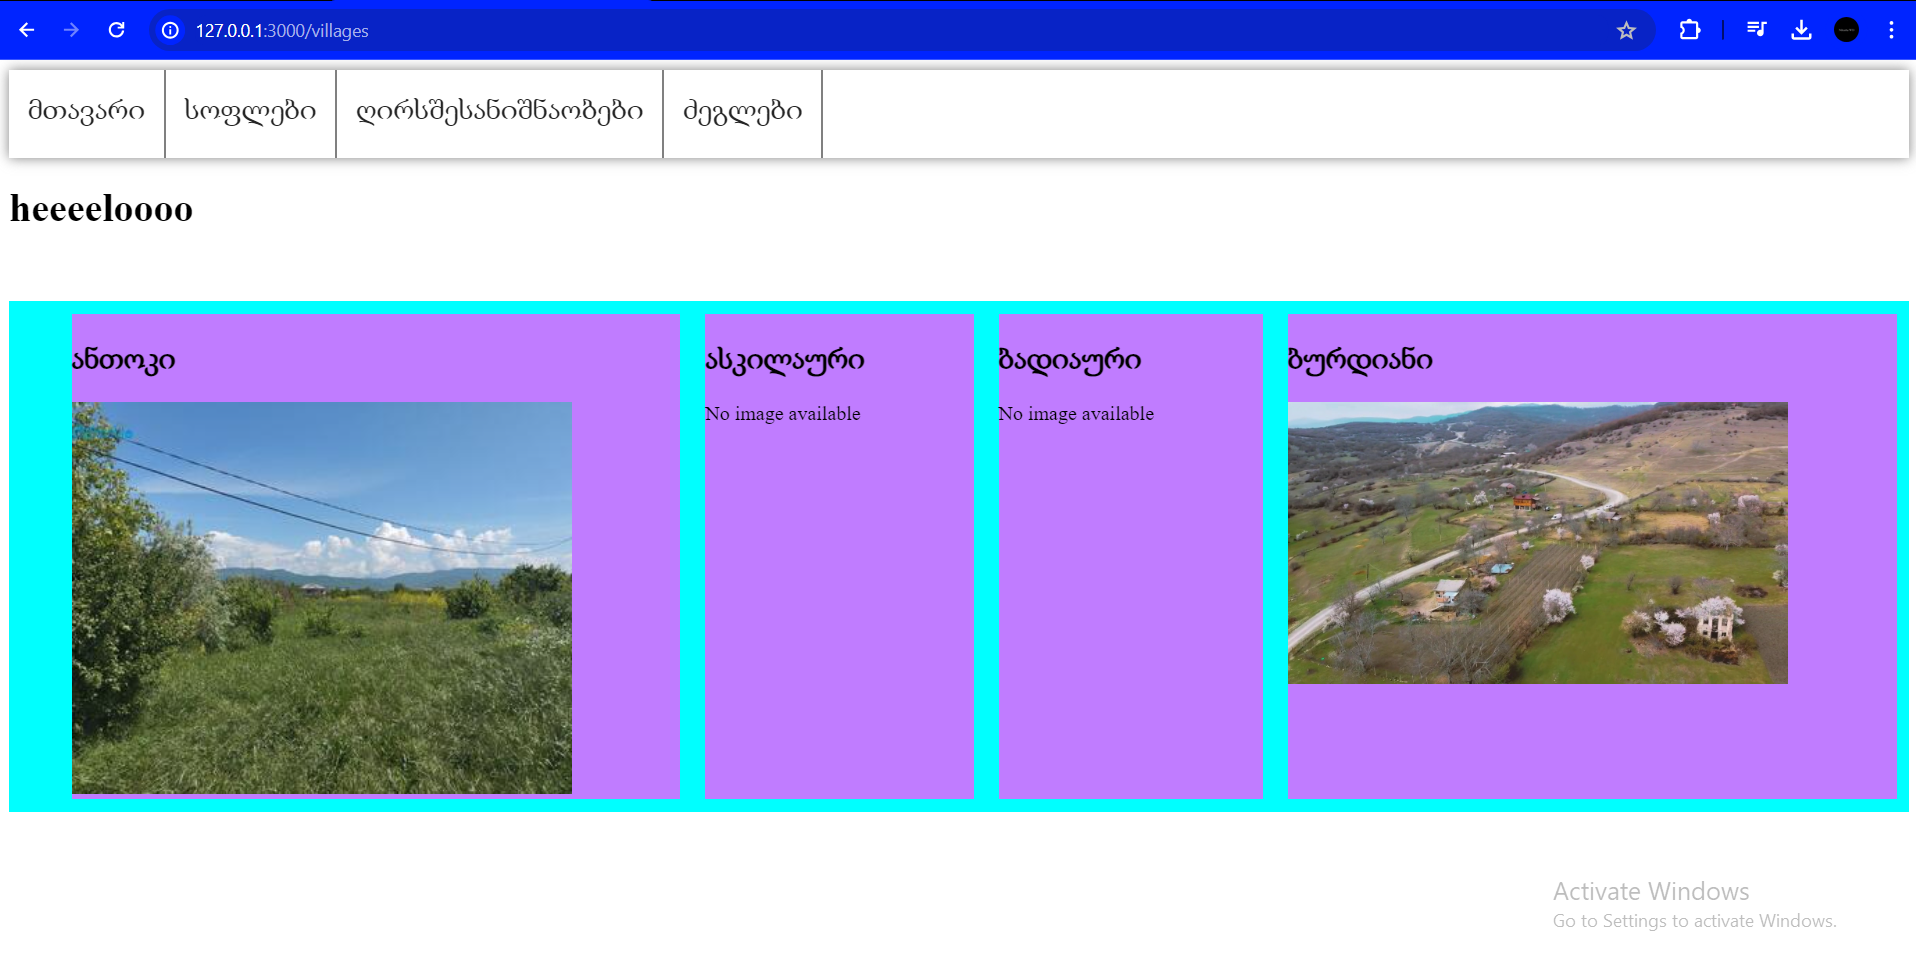 127.0.0.1:3000/villages
მთავარი
სოფლები
ღირსშესანიშნაობები
ძეგლები
heeeeloooo
ანთოკი
ასკილაური
ბადიაური
ბურდიანი
No image available
No image available
Activate Windows
Go to Settings to activate Windows.